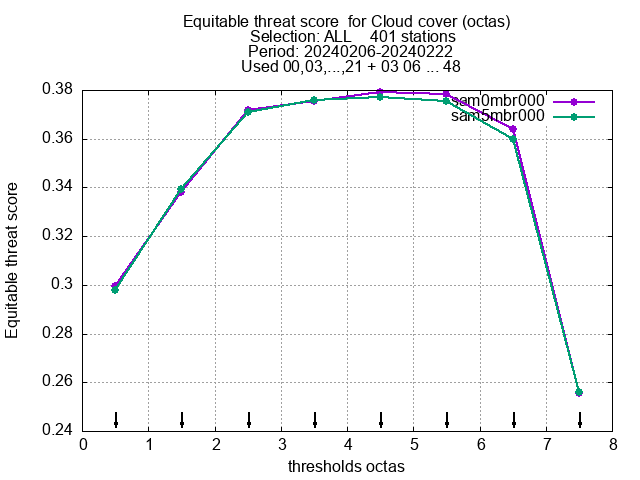 Equitable threat score  for Cloud cover (octas)
Selection: ALL    401 stations
Period: 20240206-20240222
Used 00,03,...,21 + 03 06 ... 48
sam0mbr000
sam5mbr000
0.38
0.36
0.34
0.32
0.3
0.28
0.26
0.24
Equitable threat score
0 1 2 3 4 5 6 7 8
thresholds octas